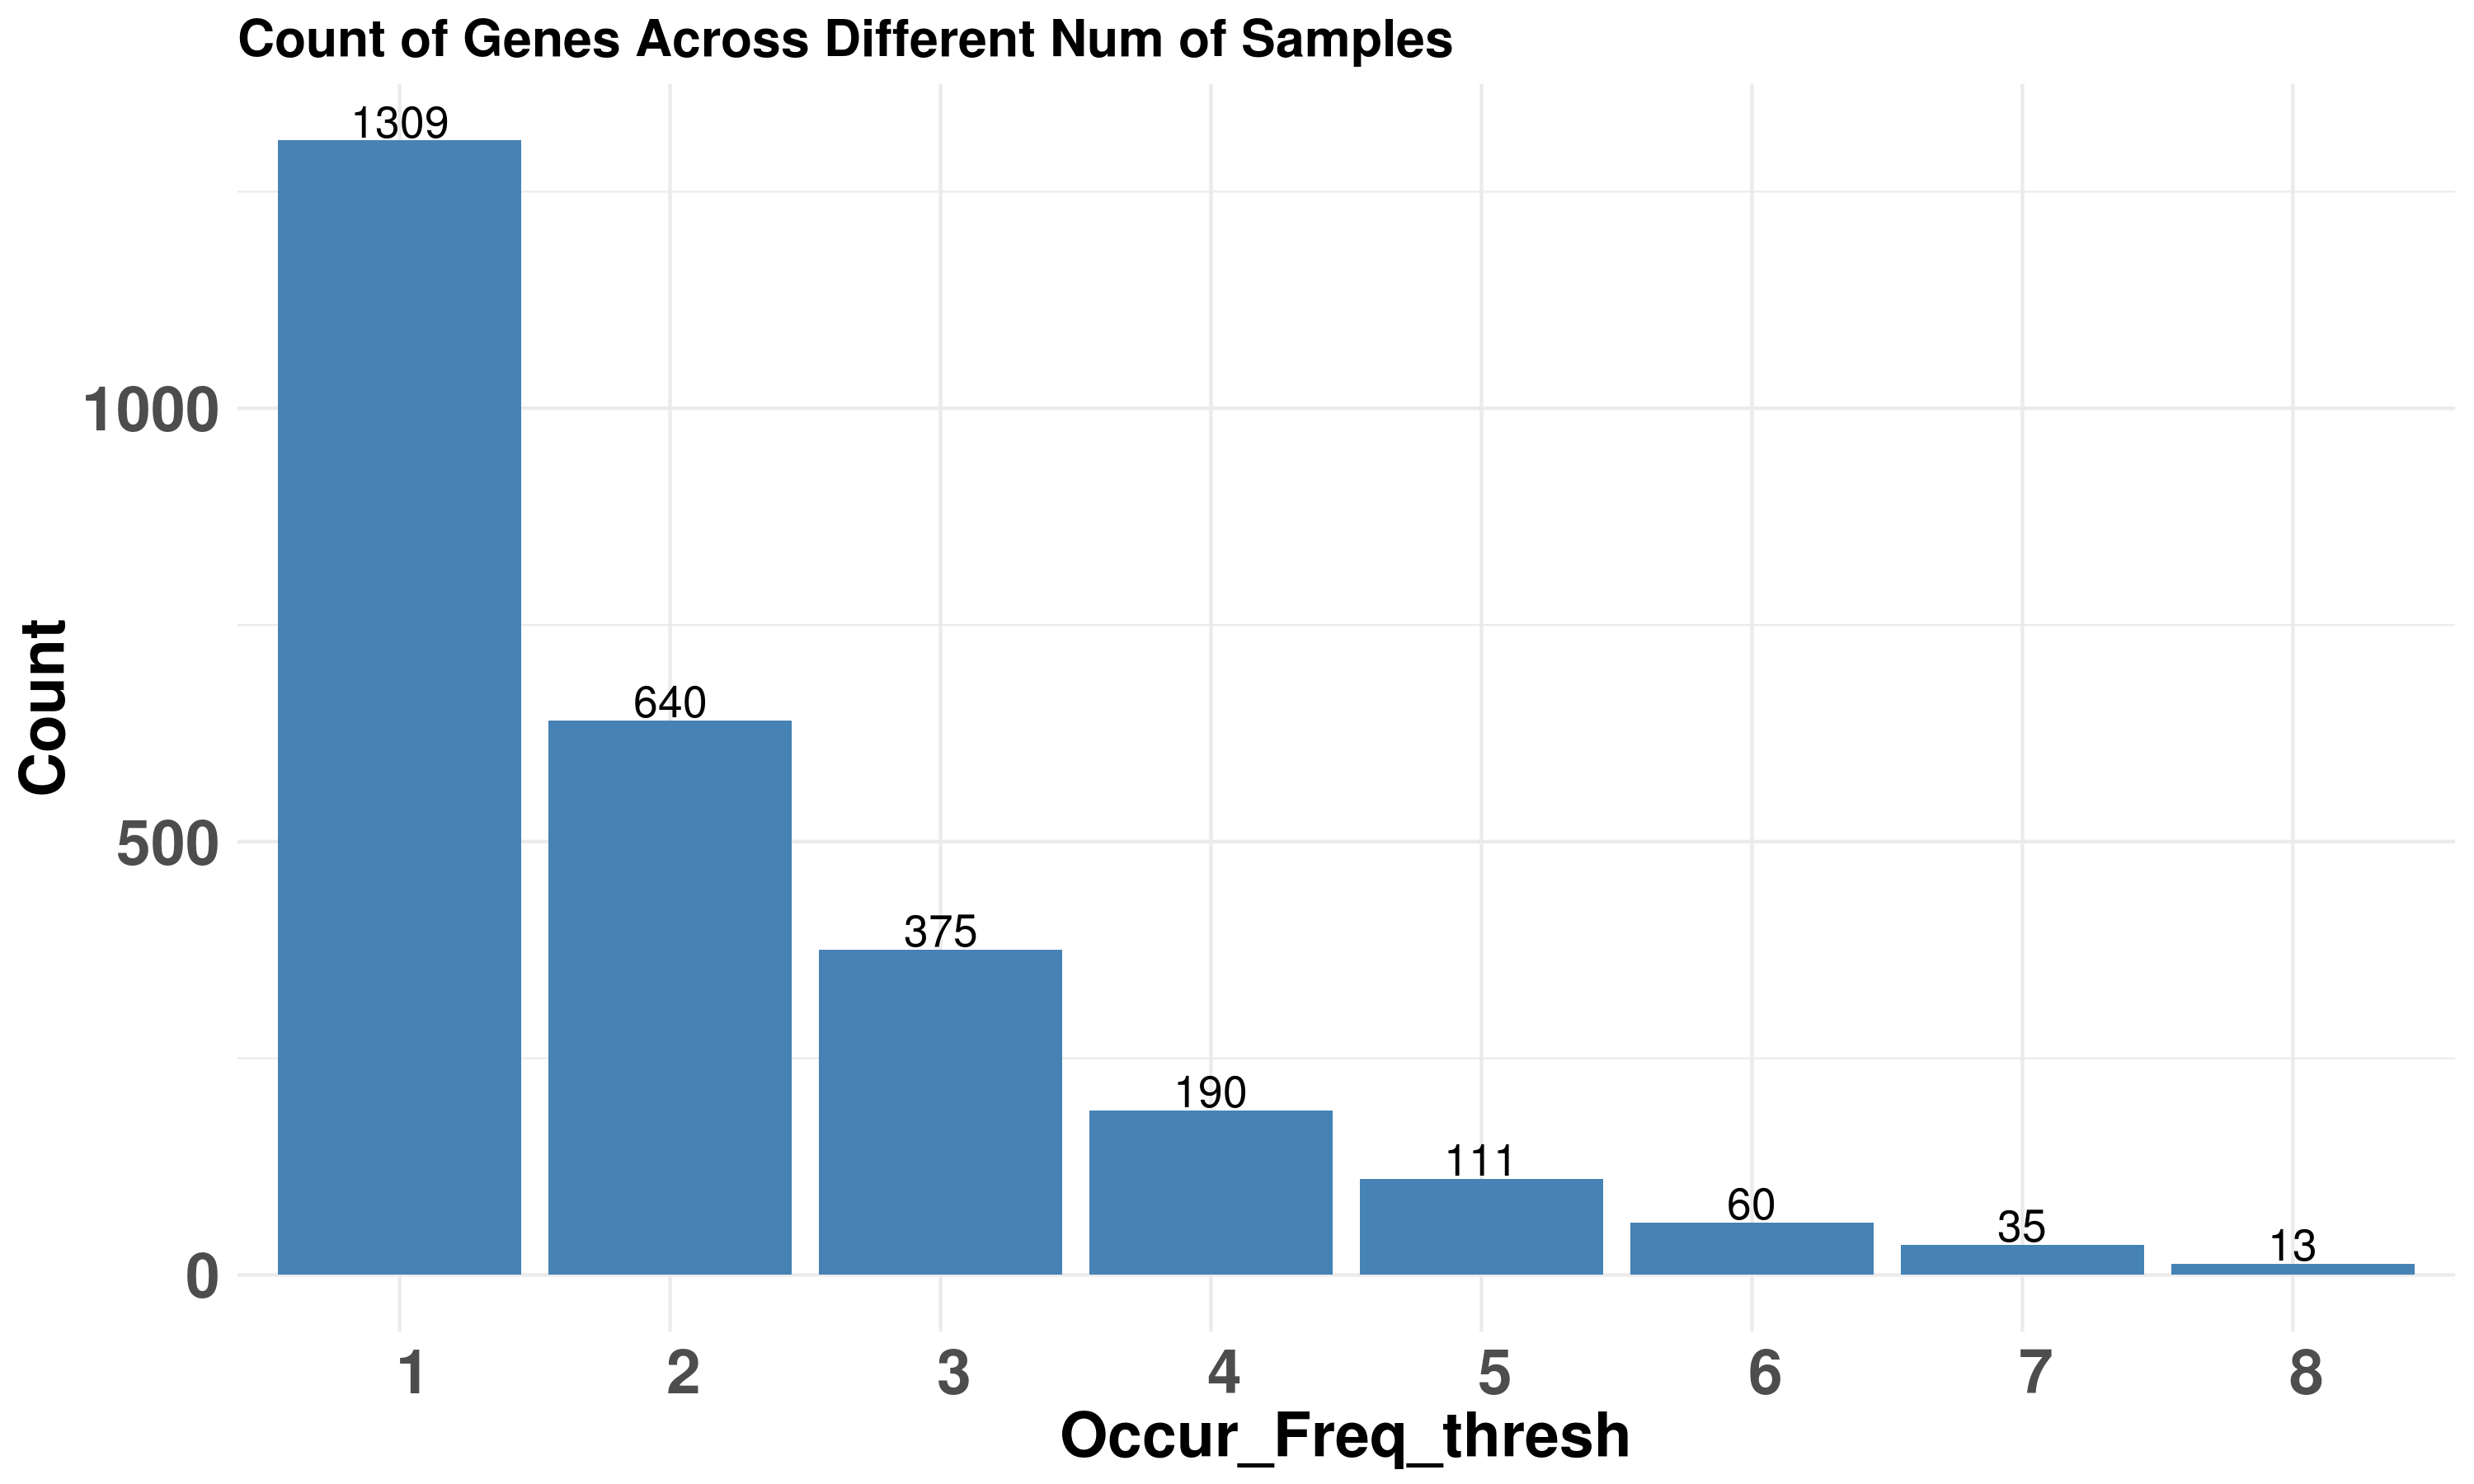 Count of Genes Across Different Num of Samples
1309
1000
640
Count
500
375
190
111
60
35
13
0
1 2 3 4 5 6 7 8
Occur_Freq_thresh